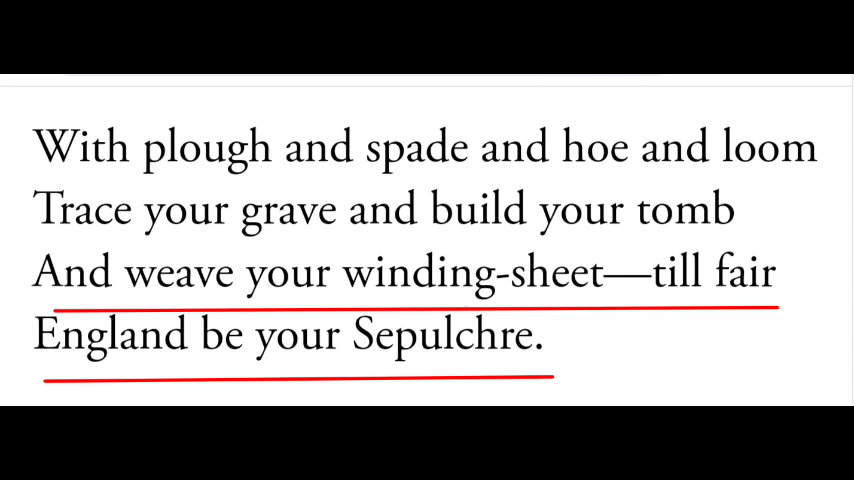 With plough and spade and hoe and loom
Trace your grave and build your tomb
And weave your winding-sheet—till fair
England be your Sepulchre.